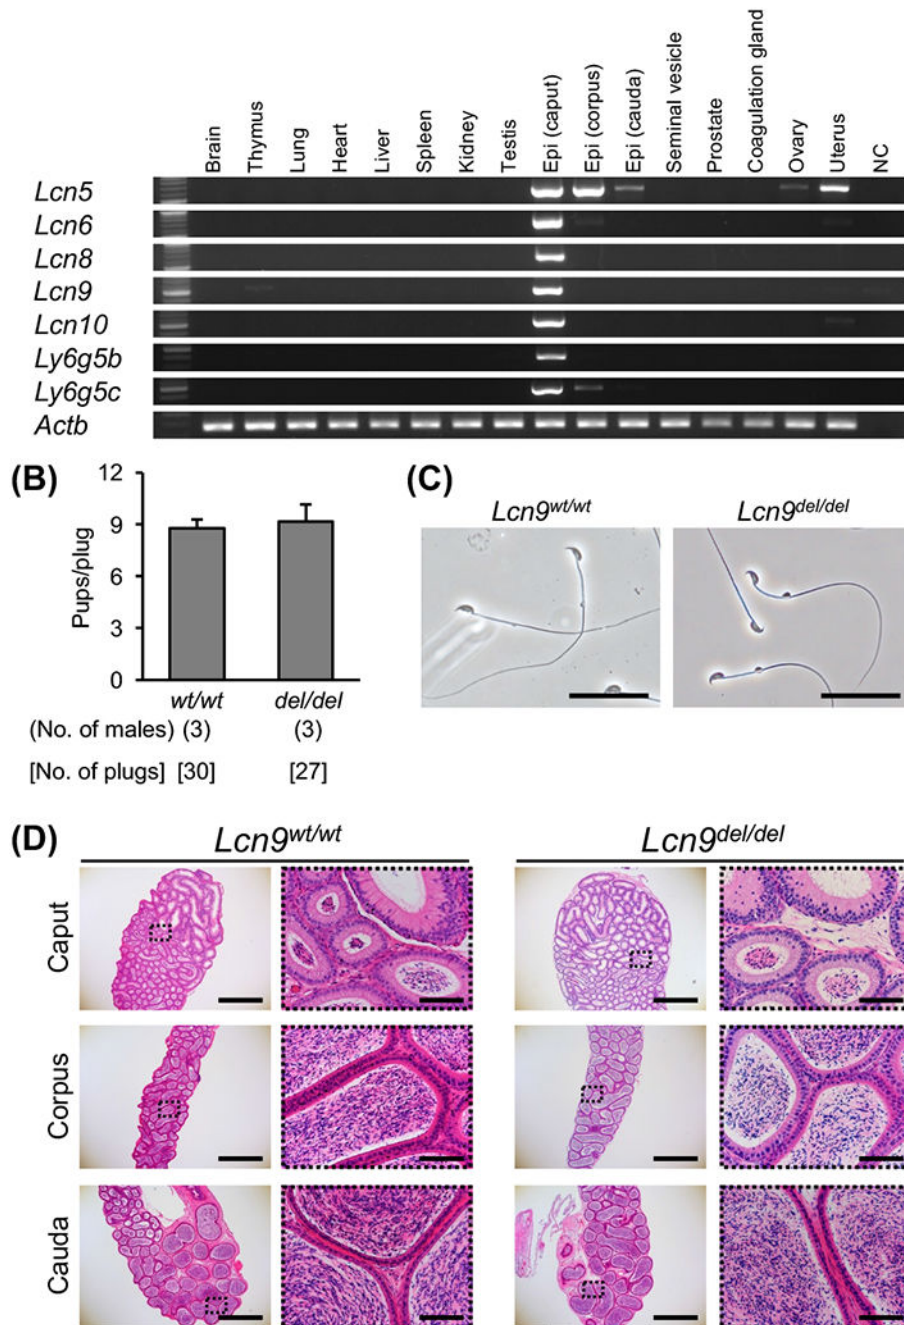 Brain
Thymus
Lung
Heart
Liver
Spleen
Kidney
Testis
Epi (caput)
Epi (corpus)
Epi (cauda)
Seminal vesicle
Prostate
Coagulation gland
Ovary
Uterus
NC
Lcn5
Lcn6
Lcn8
Lcn9
Lcn10
Ly6g5b
Ly6g5c
Actb
(B)
12
9
6
3
0
Pups/plug
wt/wt del/del
(No. of males) (3) (3)
[No. of plugs] [30] [27]
(C)
Lcn9wt/wt Lcn9del/del
(D)
Lcn9wt/wt Lcn9del/del
Caput
Corpus
Cauda